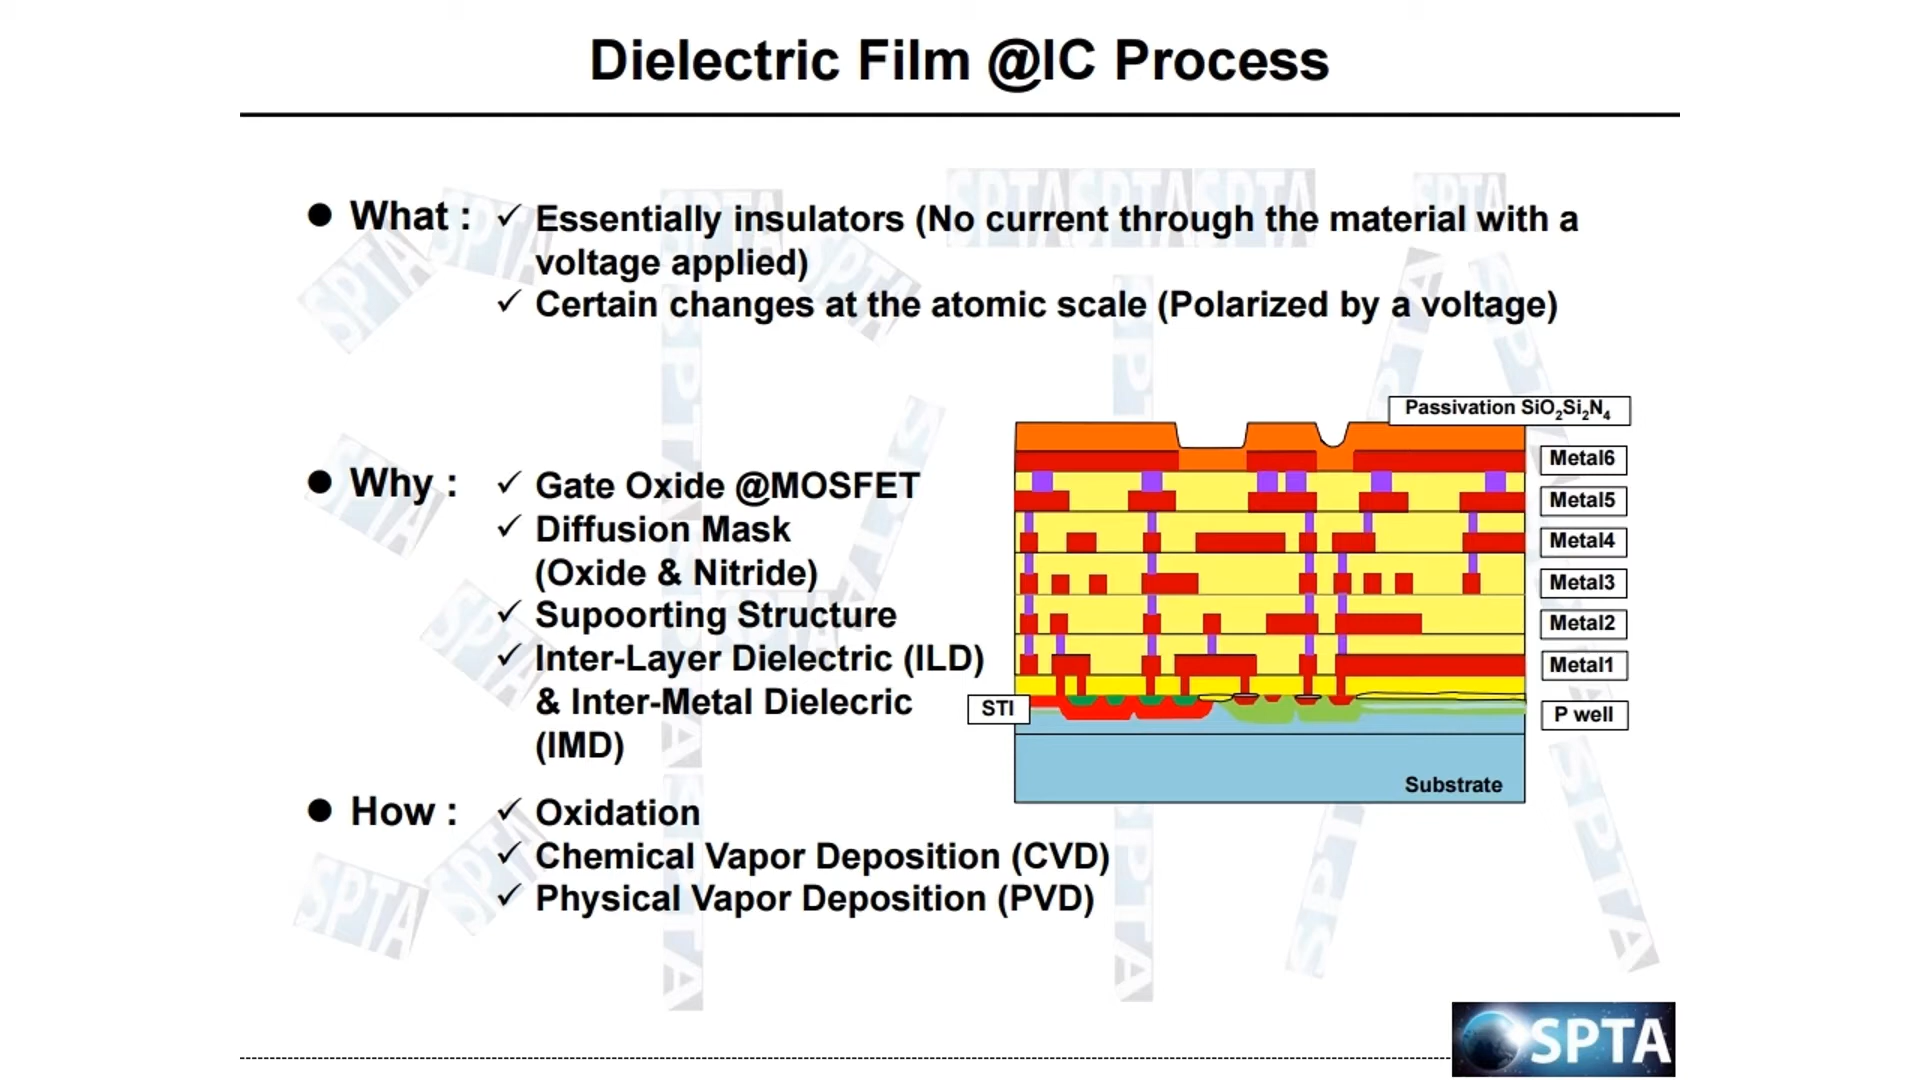 Dielectric Film @IC Process
● What : ✓ Essentially insulators (No current through the material with a
voltage applied)
✓ Certain changes at the atomic scale (Polarized by a voltage)
● Why : ✓ Gate Oxide @MOSFET
✓ Diffusion Mask
(Oxide & Nitride)
✓ Supoorting Structure
✓ Inter-Layer Dielectric (ILD)
& Inter-Metal Dielecric
(IMD)
Passivation SiO₂Si₂N₄
Metal6
Metal5
Metal4
Metal3
Metal2
Metal1
STI
P well
Substrate
● How : ✓ Oxidation
✓ Chemical Vapor Deposition (CVD)
✓ Physical Vapor Deposition (PVD)
SPTA